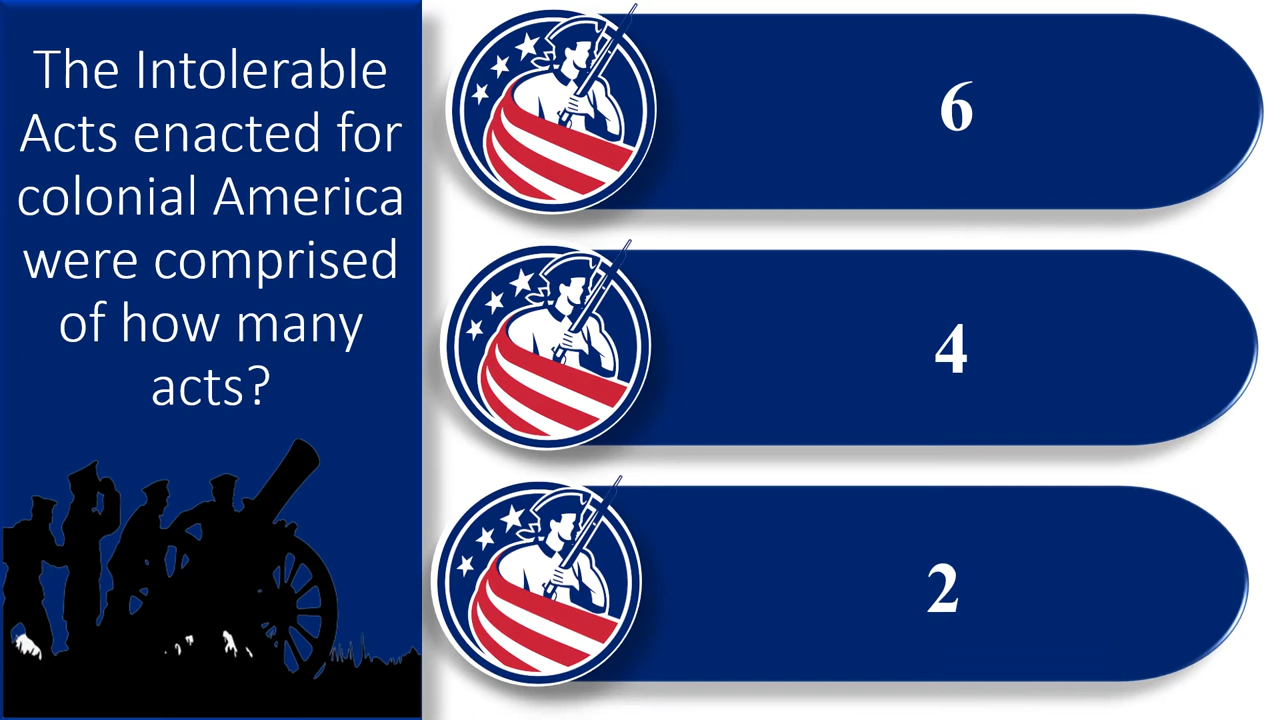 The Intolerable
Acts enacted for
colonial America
were comprised
of how many
acts?
6
4
2